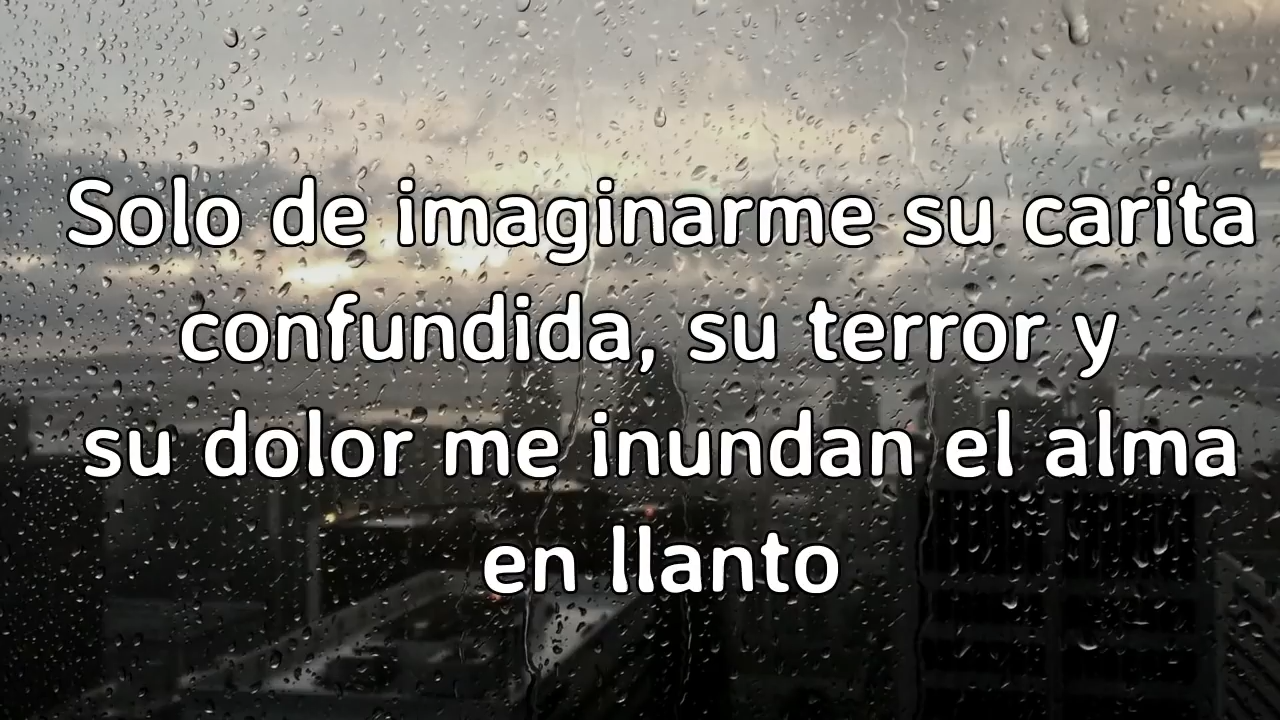 Solo de imaginarme su carita
confundida, su terror y
su dolor me inundan el alma
en llanto